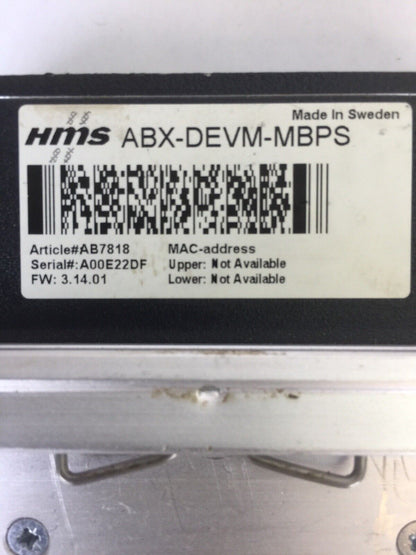 Made In Sweden
HMS ABX-DEVM-MBPS
Article#:AB7818 MAC-address
Serial#:A00E22DF Upper: Not Available
FW: 3.14.01 Lower: Not Available